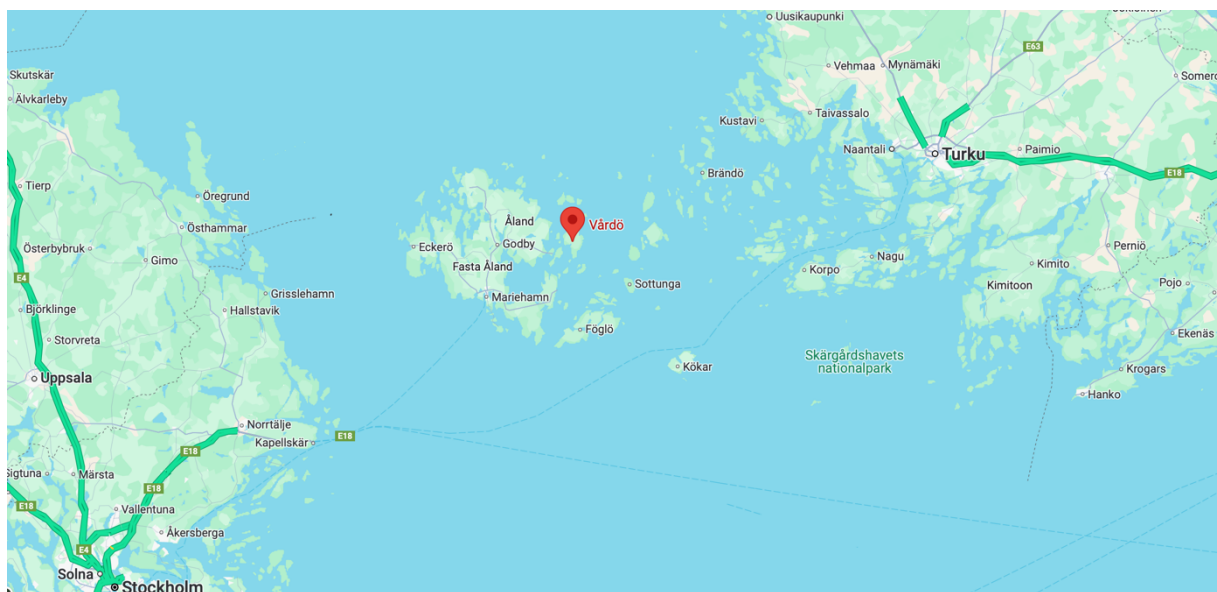 Uusikaupunki
E63
Vehmaa
Mynämäki
Skutskär
Älvkarleby
Somero
Kustavi
Taivassalo
Naantali
Turku
Paimio
E18
Brändö
Tierp
Öregrund
Åland
Vårdö
Östhammar
Österbybruk
Gimo
Eckerö
Godby
Fasta Åland
Nagu
Korpo
Kimito
Perniö
E4
Sottunga
Kimitoon
Pojo
Grisslehamn
Mariehamn
Björklinge
Hallstavik
Föglö
Ekenäs
Storvreta
Skärgårdshavets
nationalpark
Kökar
Krogars
Uppsala
Hanko
Norrtälje
Kapellskär
E18
E18
Sigtuna
Märsta
E18
E18
Vallentuna
Åkersberga
E4
Solna
Stockholm